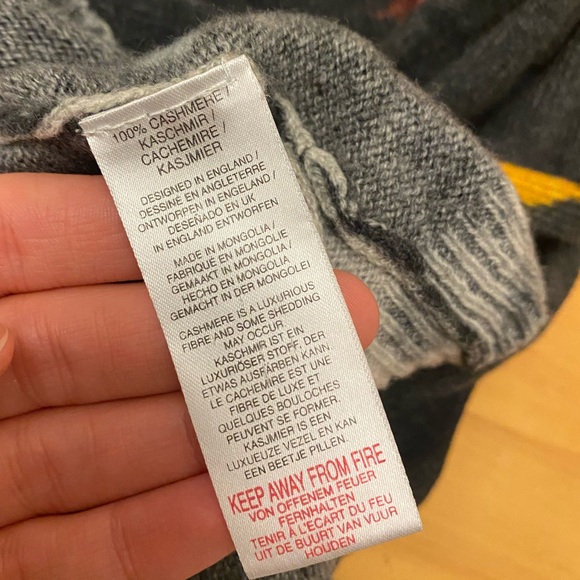 100% CASHMERE /
KASCHMIR /
CACHEMIRE /
KASJMIER
DESIGNED IN ENGLAND /
DESSINÉ EN ANGLETERRE
ONTWORPEN IN ENGELAND /
DESEÑADO EN UK
IN ENGLAND ENTWORFEN
MADE IN MONGOLIA /
FABRIQUE EN MONGOLIE
GEMAAKT IN MONGOLIA /
HECHO EN MONGOLIA /
GEMACHT IN DER MONGOLEI
CASHMERE IS A LUXURIOUS
FIBRE AND SOME SHEDDING
MAY OCCUR
KASCHMIR IST EIN
LUXURIÖSER STOFF, DER
ETWAS AUSFÄRBEN KANN
LE CACHEMIRE EST UNE
FIBRE DE LUXE ET
QUELQUES BOULOCHES
PEUVENT SE FORMER.
KASJMIER IS EEN
LUXUEUZE VEZEL EN KAN
EEN BEETJE PILLEN.
KEEP AWAY FROM FIRE
VON OFFENEM FEUER
FERNHALTEN
TENIR À L'ÉCART DU FEU
UIT DE BUURT VAN VUUR
HOUDEN